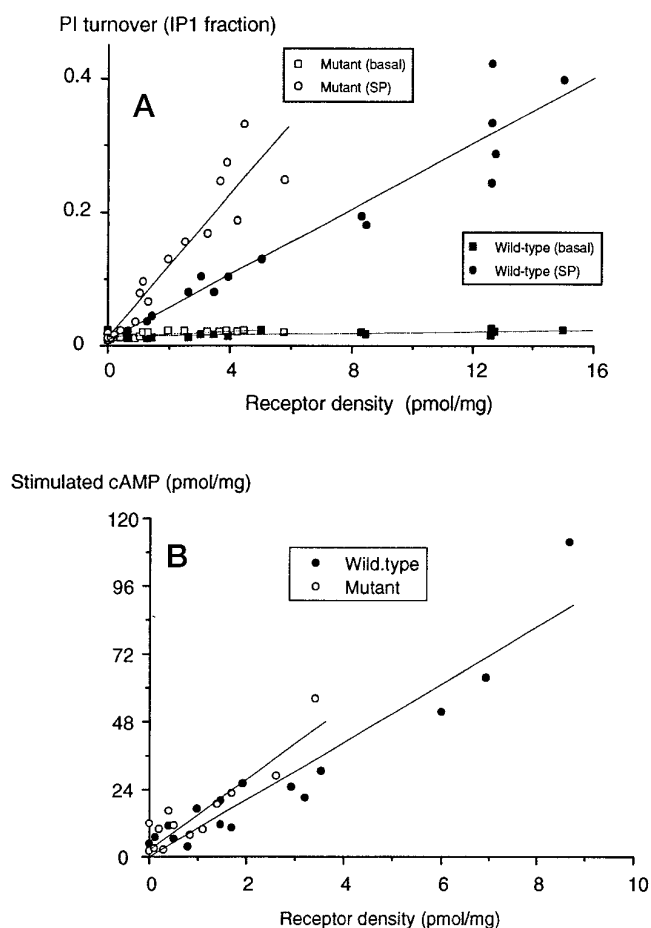 PI turnover (IP1 fraction)
A
Mutant (basal)
Mutant (SP)
0.4
0.2
Wild-type (basal)
Wild-type (SP)
0
0 4 8 12 16
Receptor density (pmol/mg)
Stimulated cAMP (pmol/mg)
B
Wild.type
Mutant
120
96
72
48
24
0
0 2 4 6 8 10
Receptor density (pmol/mg)